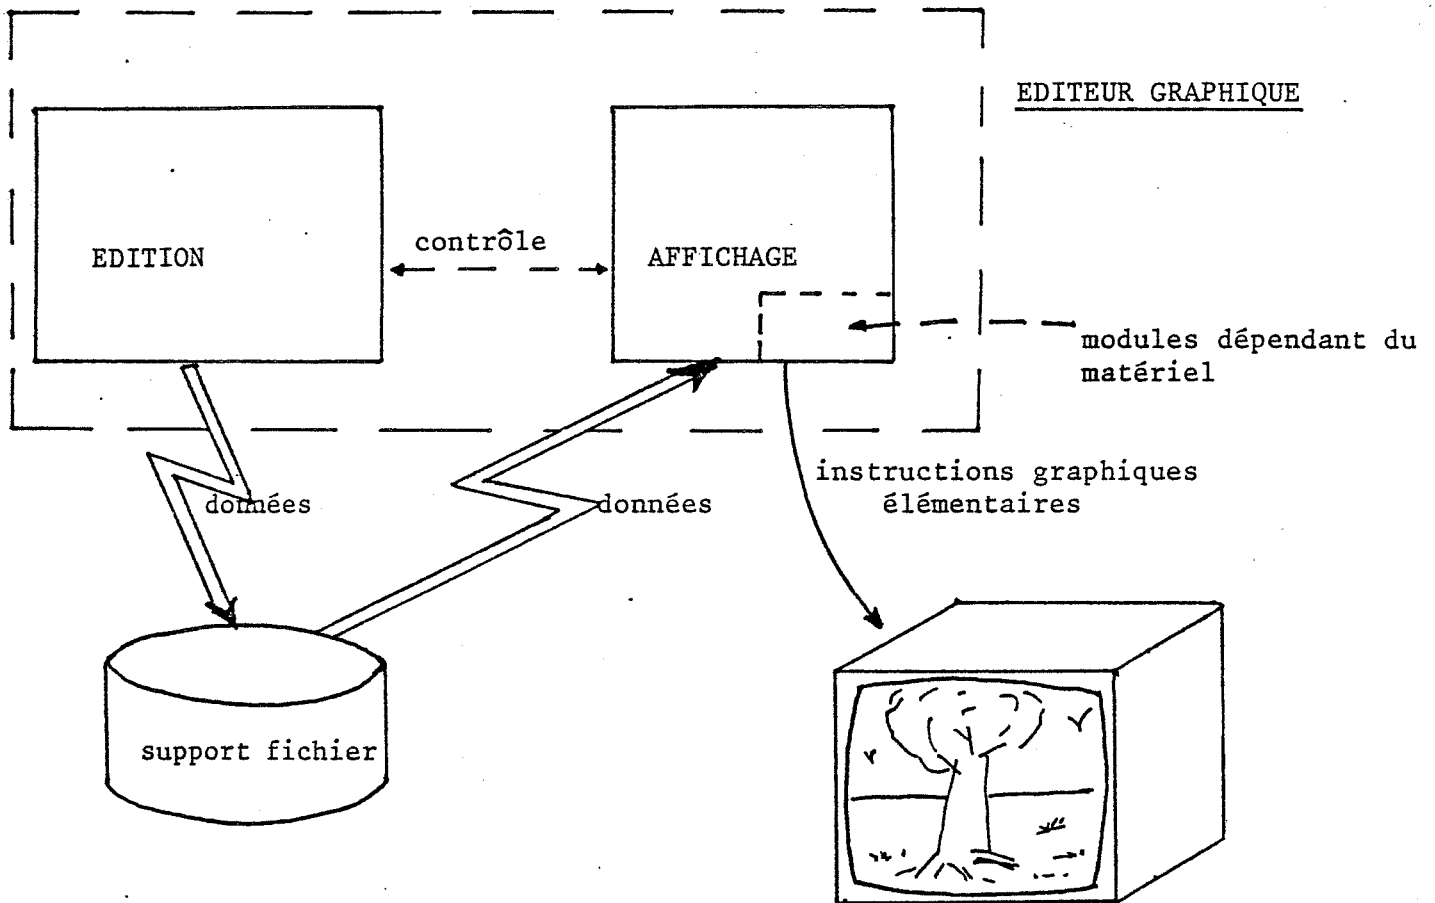 EDITEUR GRAPHIQUE
contrôle
EDITION
AFFICHAGE
modules dépendant du
matériel
instructions graphiques
élémentaires
données
données
support fichier